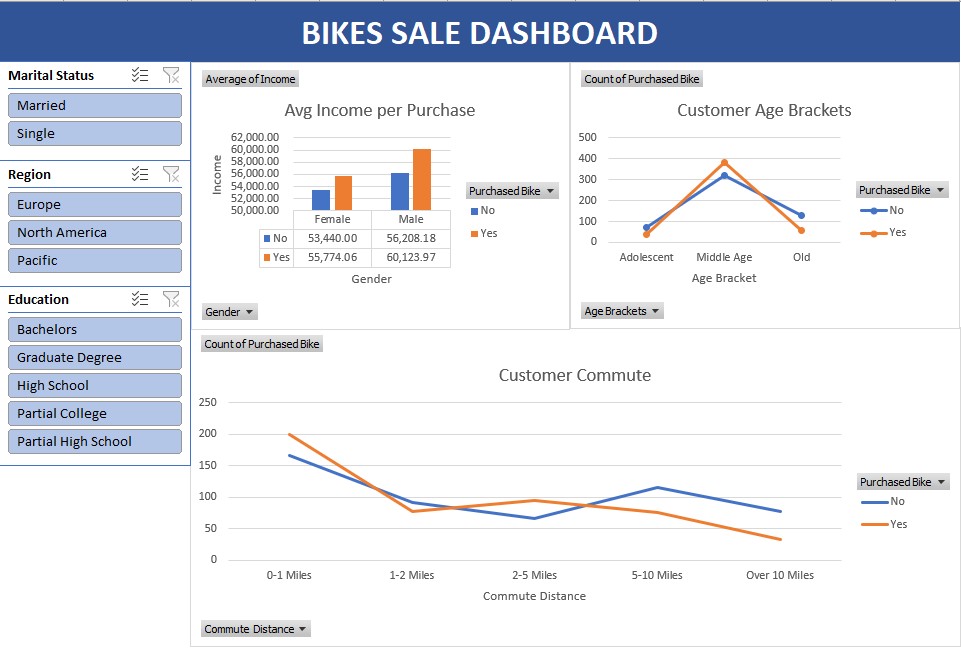 BIKES SALE DASHBOARD
Marital Status
Married
Single
Region
Europe
North America
Pacific
Education
Bachelors
Graduate Degree
High School
Partial College
Partial High School
Average of Income
Avg Income per Purchase
Income
62,000.00
60,000.00
58,000.00
56,000.00
54,000.00
52,000.00
50,000.00
Female Male
No 53,440.00 56,208.18
Yes 55,774.06 60,123.97
Gender
Purchased Bike
No
Yes
Gender
Count of Purchased Bike
Customer Age Brackets
500
400
300
200
100
0
Adolescent Middle Age Old
Age Bracket
Purchased Bike
No
Yes
Age Brackets
Count of Purchased Bike
Customer Commute
250
200
150
100
50
0
0-1 Miles 1-2 Miles 2-5 Miles 5-10 Miles Over 10 Miles
Commute Distance
Purchased Bike
No
Yes
Commute Distance